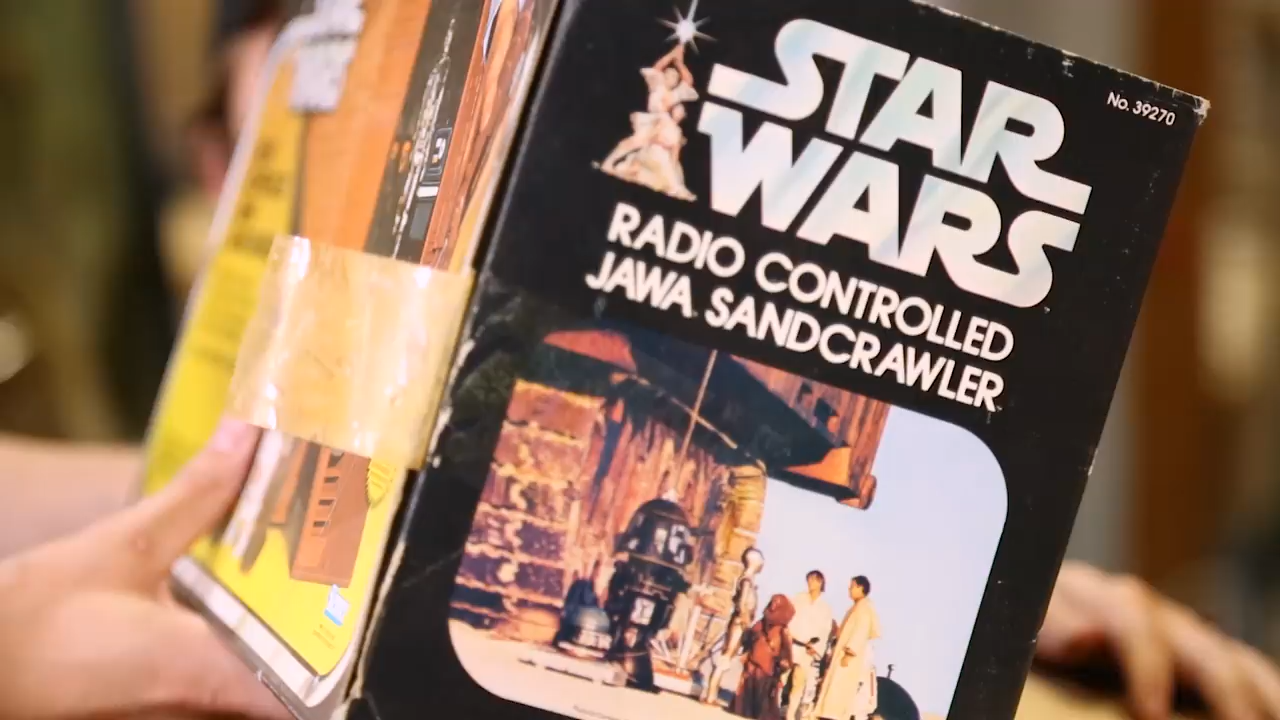 STAR
WARS
No. 39270
RADIO CONTROLLED
JAWA SANDCRAWLER